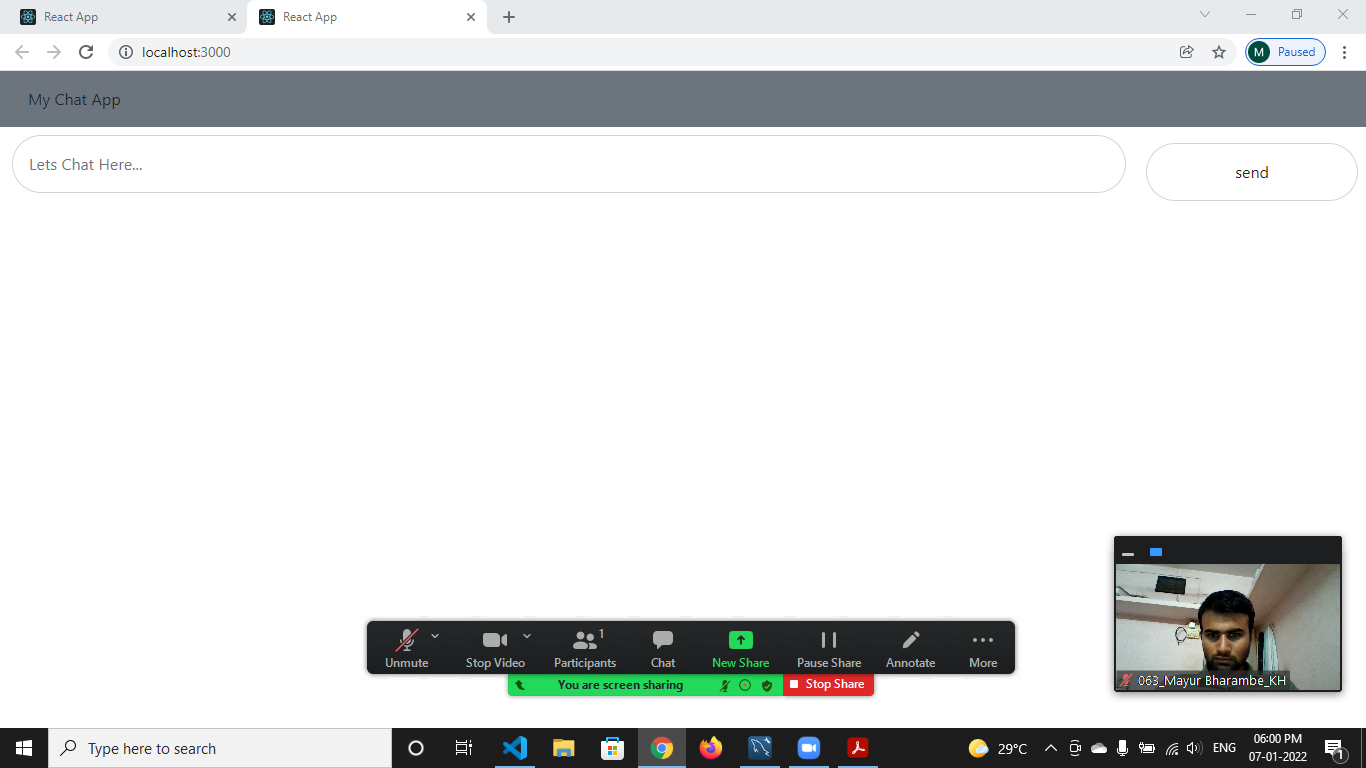 React App
React App
localhost:3000
M
Paused
My Chat App
Lets Chat Here...
send
063_Mayur Bharambe_KH
1
Unmute
Stop Video
Participants
Chat
New Share
Pause Share
Annotate
More
You are screen sharing
Stop Share
Type here to search
29°C
ENG
06:00 PM
07-01-2022
1